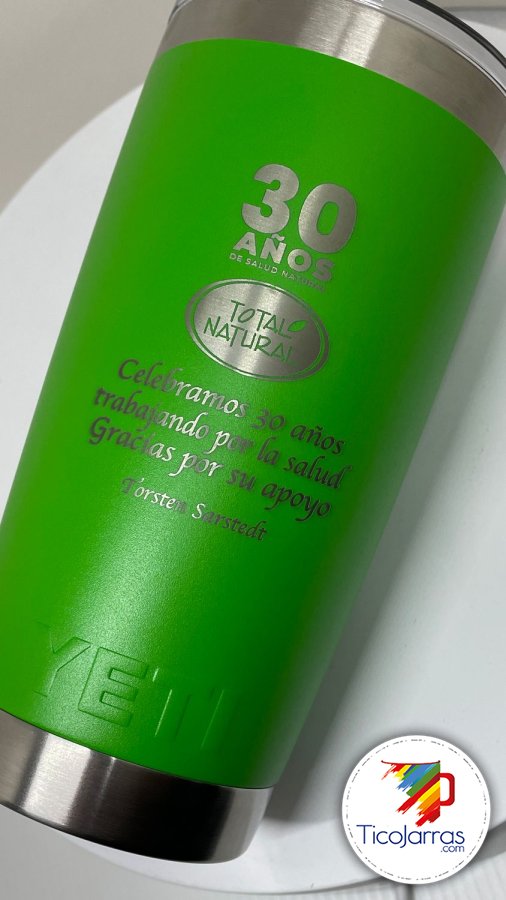 30
AÑOS
DE SALUD NATURAL
TOTAL
NATURAL
Celebramos 30 años
trabajando por la salud
Gracias por su apoyo
Torsten Sarstedt
YETI
TicoJarras
.com